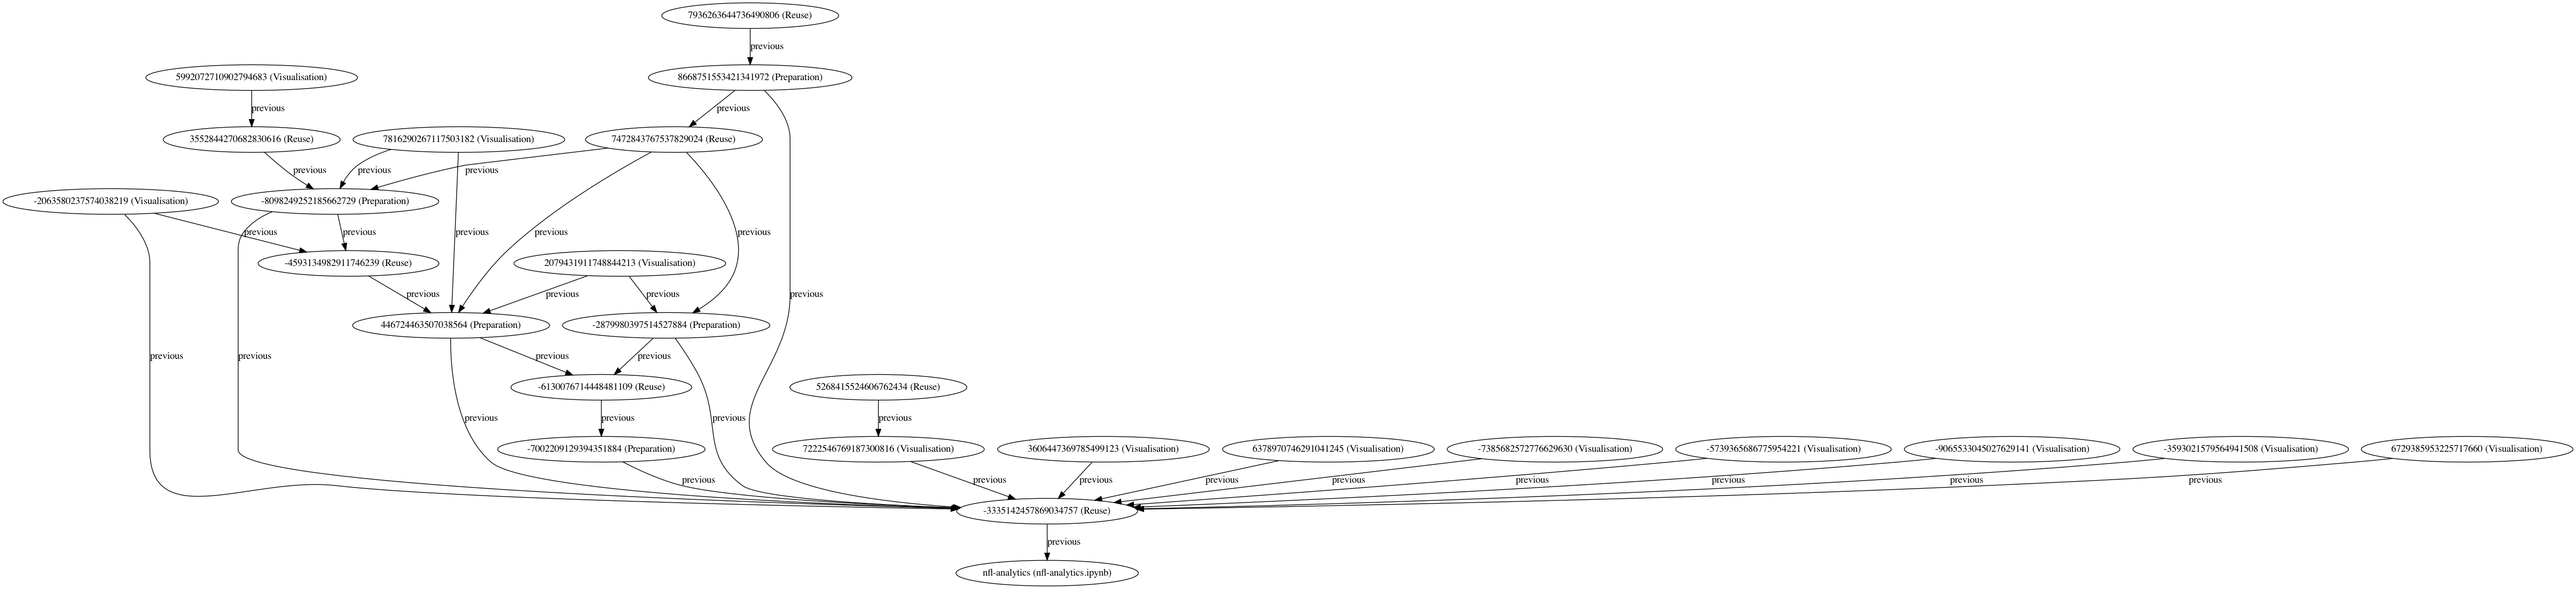 7936263644736490806 (Reuse)
previous
5992072710902794683 (Visualisation)
8668751553421341972 (Preparation)
previous
previous
3552844270682830616 (Reuse)
7816290267117503182 (Visualisation)
7472843767537829024 (Reuse)
previous
previous
previous
-2063580237574038219 (Visualisation)
-8098249252185662729 (Preparation)
previous
previous
previous
previous
previous
-4593134982911746239 (Reuse)
2079431911748844213 (Visualisation)
previous
previous
previous
previous
446724463507038564 (Preparation)
-2879980397514527884 (Preparation)
previous
previous
previous
previous
-6130076714448481109 (Reuse)
5268415524606762434 (Reuse)
previous
previous
previous
previous
-7002209129394351884 (Preparation)
7222546769187300816 (Visualisation)
3606447369785499123 (Visualisation)
6378970746291041245 (Visualisation)
-7385682572776629630 (Visualisation)
-5739365686775954221 (Visualisation)
-9065533045027629141 (Visualisation)
-3593021579564941508 (Visualisation)
6729385953225717660 (Visualisation)
previous
previous
previous
previous
previous
previous
previous
previous
previous
-3335142457869034757 (Reuse)
previous
nfl-analytics (nfl-analytics.ipynb)